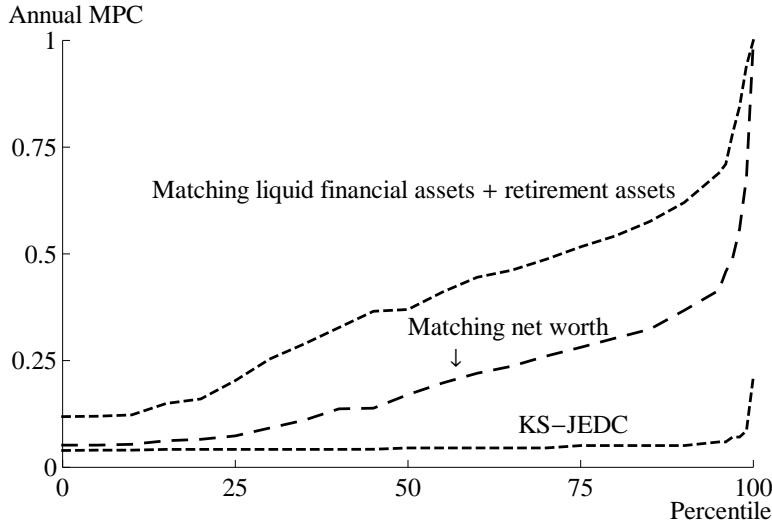 Annual MPC
1
0.75
Matching liquid financial assets + retirement assets
0.5
Matching net worth
↓
0.25
KS−JEDC
0
0 25 50 75 100
Percentile